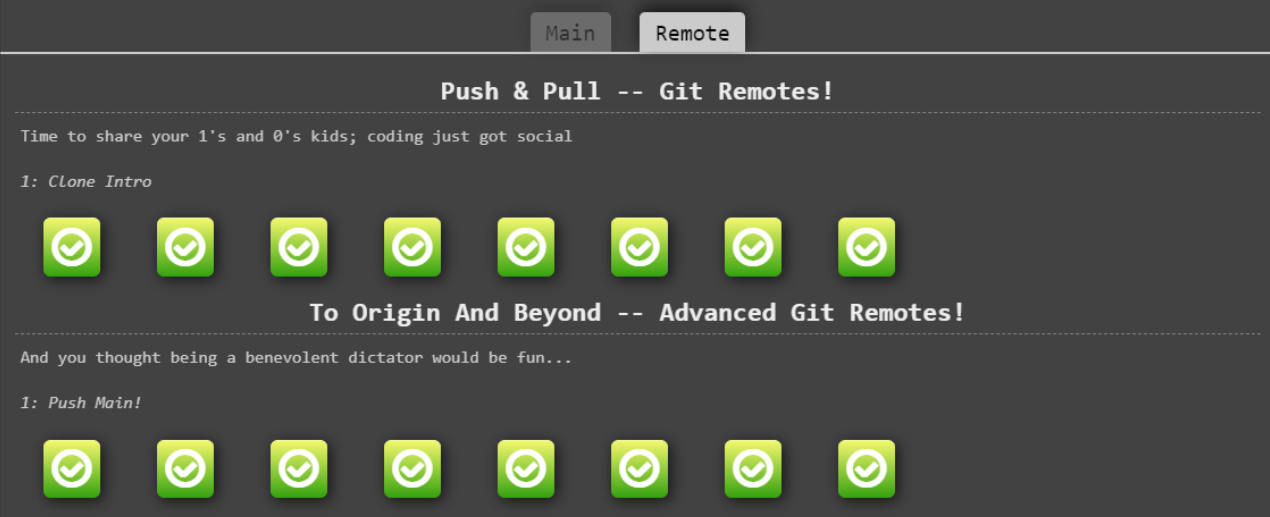 Main
Remote
Push & Pull -- Git Remotes!
Time to share your 1's and 0's kids; coding just got social
1: Clone Intro
To Origin And Beyond -- Advanced Git Remotes!
And you thought being a benevolent dictator would be fun...
1: Push Main!